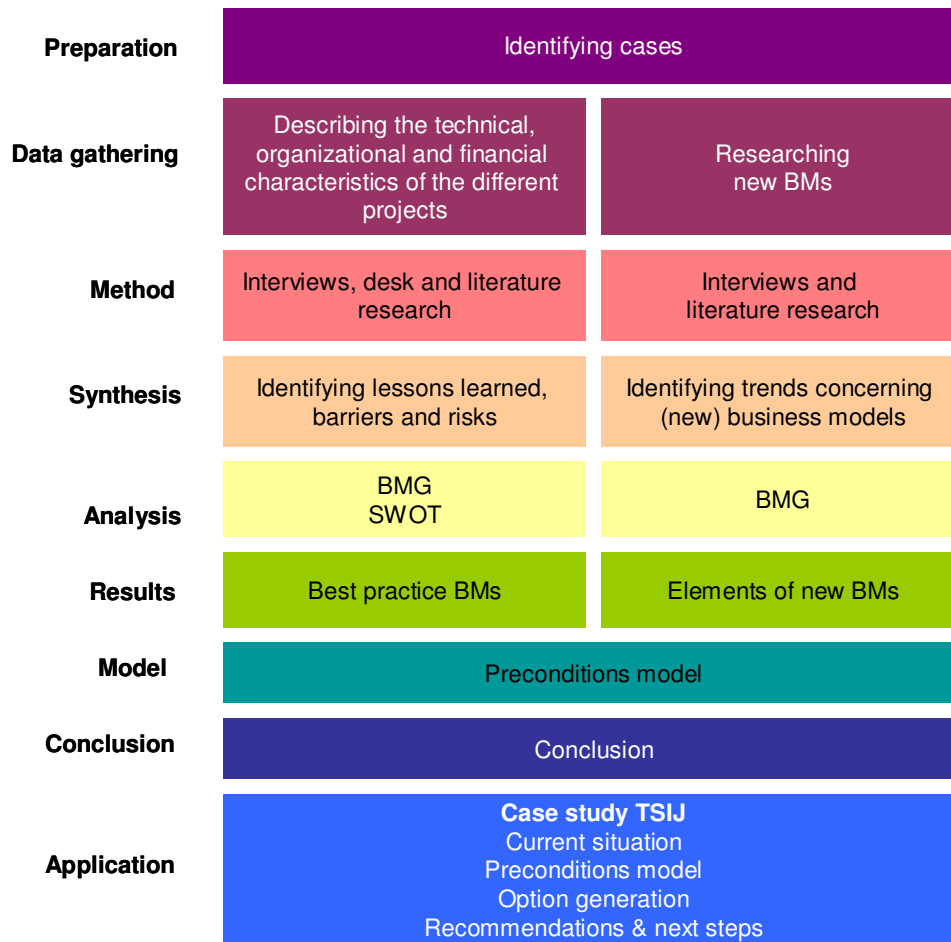 Preparation
Identifying cases
Data gathering
Describing the technical,
organizational and financial
characteristics of the different
projects
Researching
new BMs
Method
Interviews, desk and literature
research
Interviews and
literature research
Synthesis
Identifying lessons learned,
barriers and risks
Identifying trends concerning
(new) business models
Analysis
BMG
SWOT
BMG
Results
Best practice BMs
Elements of new BMs
Model
Preconditions model
Conclusion
Conclusion
Application
Case study TSIJ
Current situation
Preconditions model
Option generation
Recommendations & next steps